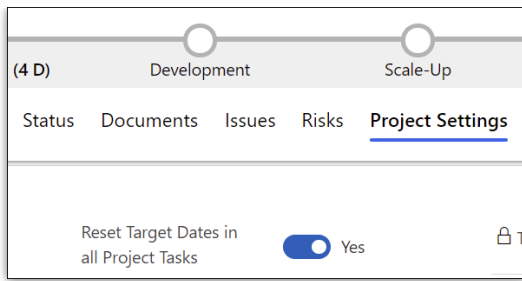 (4 D) Development Scale-Up
Status Documents Issues Risks Project Settings
Reset Target Dates in
all Project Tasks
Yes